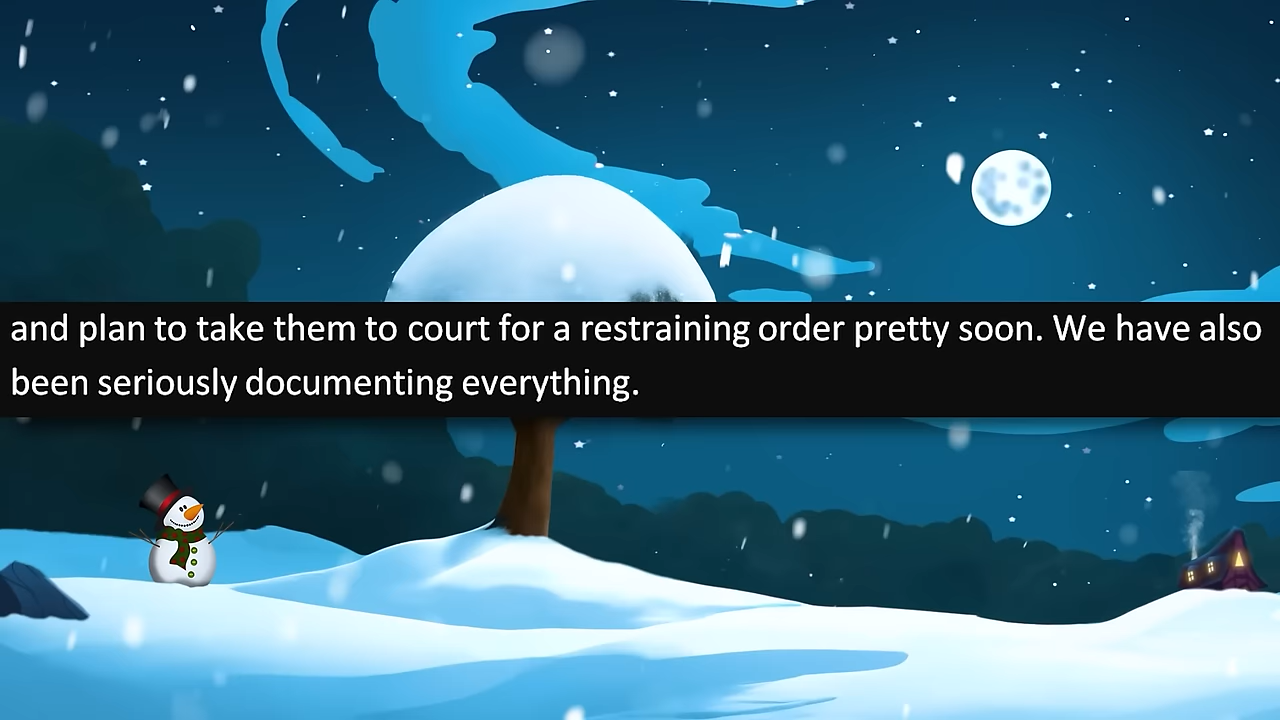 and plan to take them to court for a restraining order pretty soon. We have also
been seriously documenting everything.